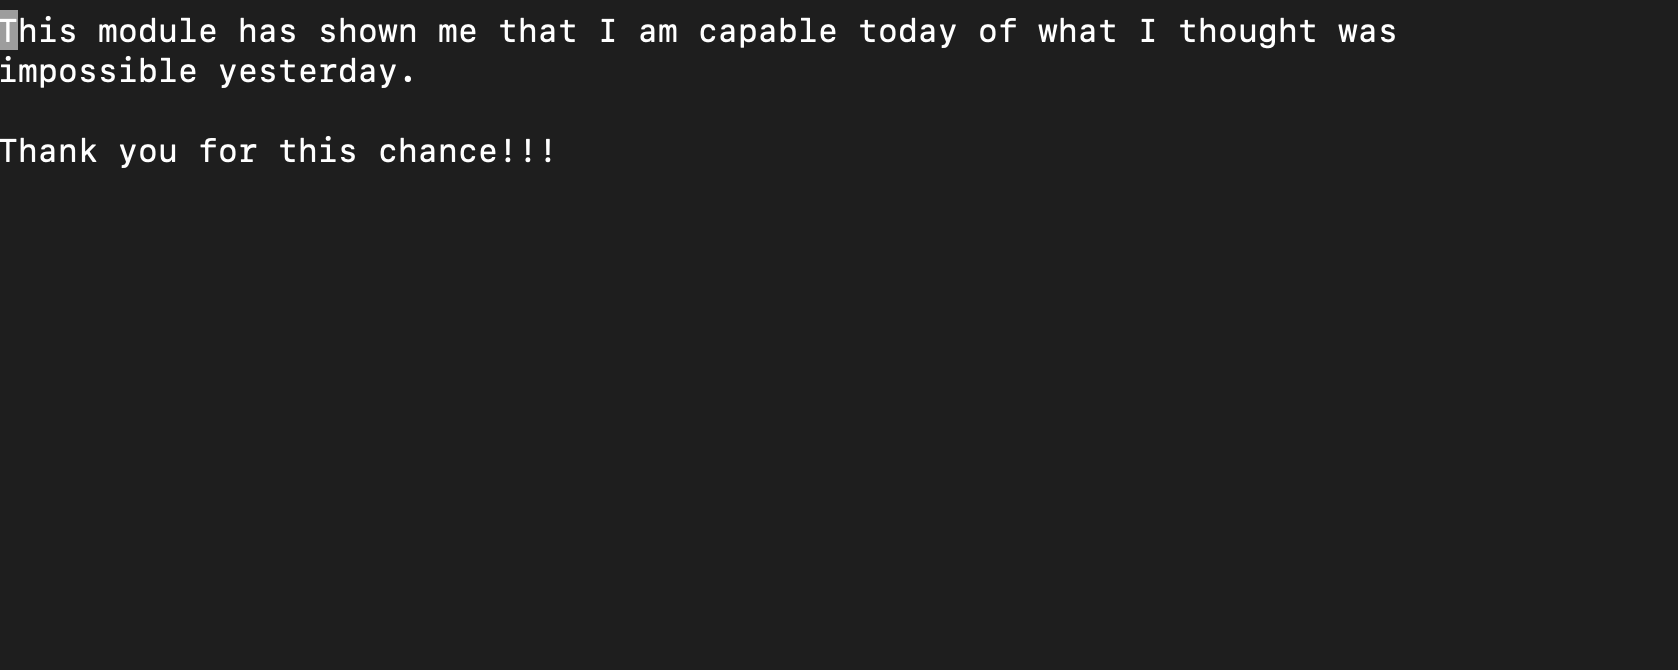 This module has shown me that I am capable today of what I thought was
impossible yesterday.

Thank you for this chance!!!